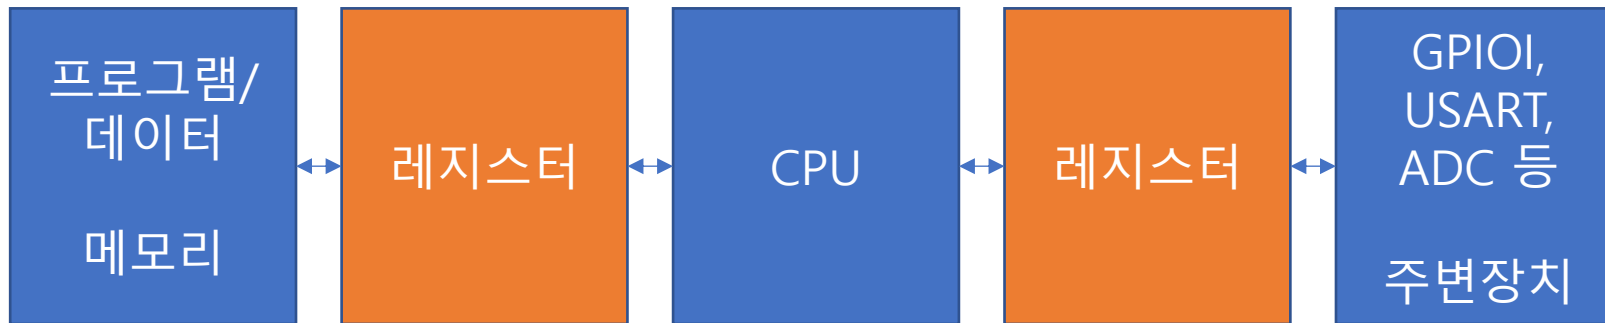 프로그램/
데이터
메모리
레지스터
CPU
레지스터
GPIOI,
USART,
ADC 등
주변장치